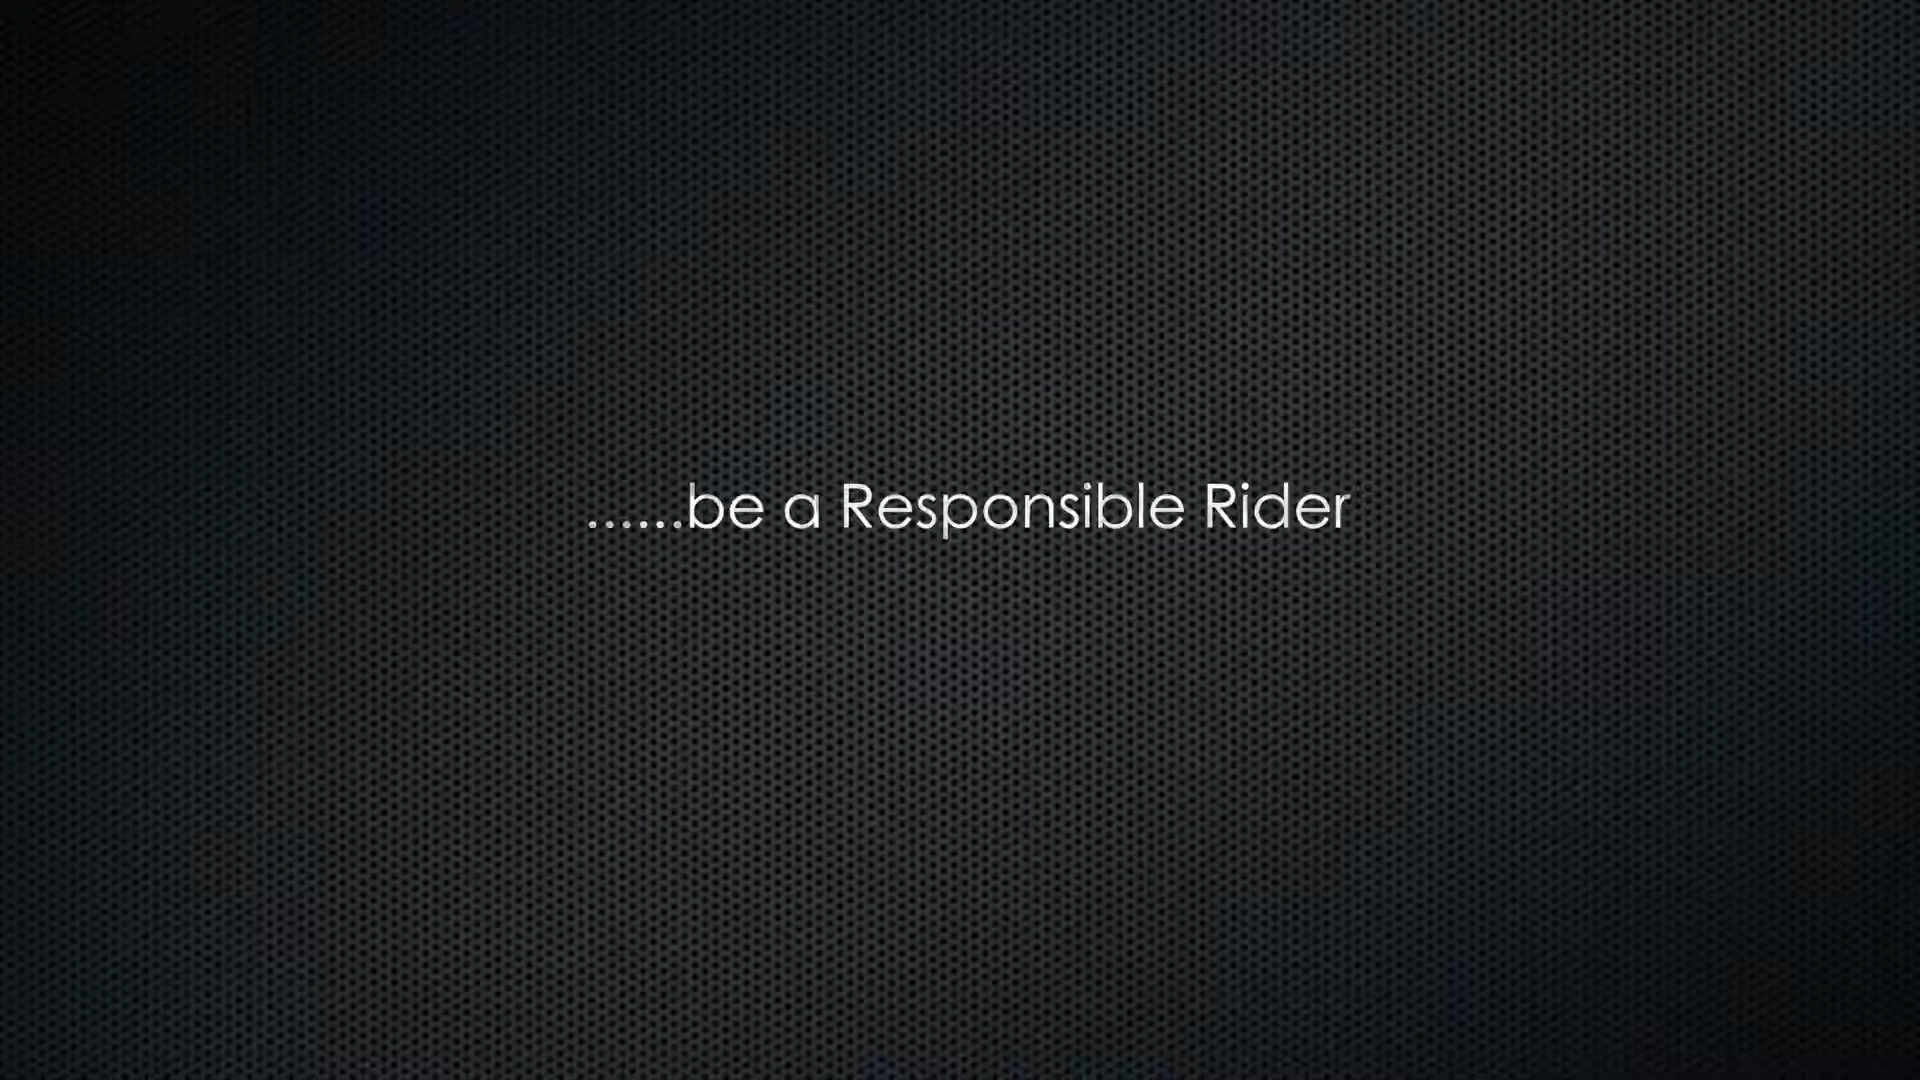 ......be a Responsible Rider